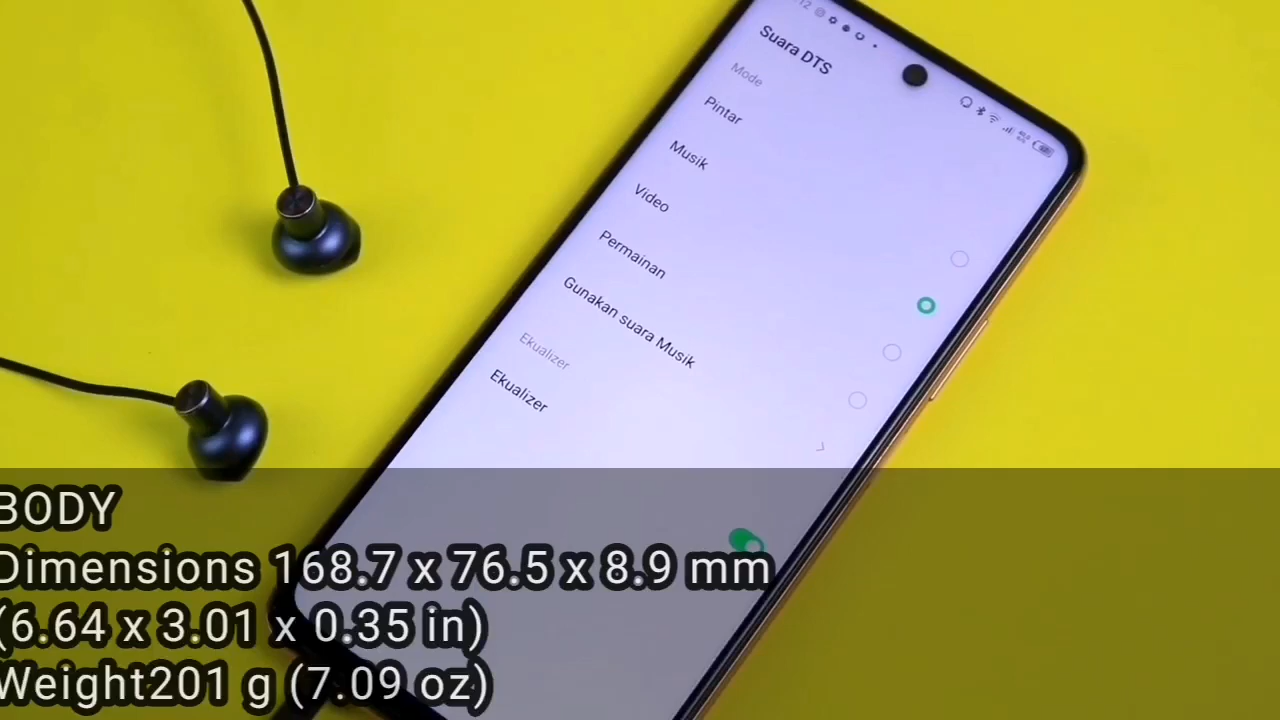 12
Suara DTS
Mode
Pintar
Musik
Video
Permainan
Gunakan suara Musik
Ekualizer
Ekualizer
BODY
Dimensions 168.7 x 76.5 x 8.9 mm
(6.64 x 3.01 x 0.35 in)
Weight201 g (7.09 oz)